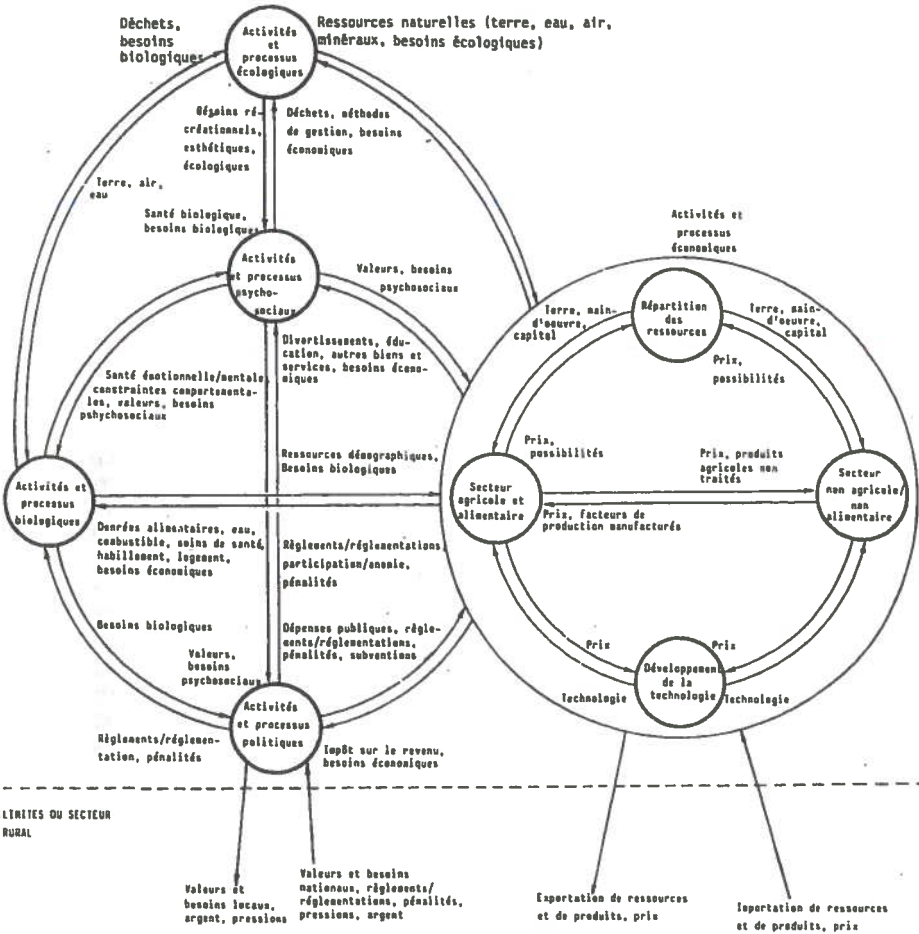 Déchets,
besoins
biologiques
Activités
et
processus
écologiques
Ressources naturelles (terre, eau, air,
minéraux, besoins écologiques)
Bésoins ré-
créationnels,
esthétiques,
écologiques
Déchets, méthodes
de gestion, besoins
économiques
Terre, air,
eau
Santé biologique,
besoins biologiques
Activités
et processus
psycho-
sociaux
Valeurs, besoins
psychosociaux
Activités et
processus
économiques
Terre, main-
d'oeuvre,
capital
Répartition
des
ressources
Terre, main-
d'oeuvre,
capital
Prix,
possibilités
Divertissements, édu-
cation, autres biens et
services, besoins écono-
miques
Santé émotionnelle/mentale
constraintes comportementa-
les, valeurs, besoins
pshychosociaux
Ressources démographiques,
Besoins biologiques
Prix,
possibilités
Prix, produits
agricoles non
traités
Activités et
processus
biologiques
Secteur
agricole et
alimentaire
Secteur
non agricole/
non
alimentaire
Prix, facteurs de
production manufacturés
Denrées alimentaires, eau,
combustible, soins de santé,
habillement, logement,
besoins économiques
Règlements/réglementations,
participation/anomie,
pénalités
Besoins biologiques
Dépenses publiques, règle-
ments/réglementations,
pénalités, subventions
Valeurs,
besoins
psychosociaux
Prix
Prix
Développement
de la
technologie
Technologie
Technologie
Activités
et processus
politiques
Règlements/réglemen-
tation, pénalités
Impôt sur le revenu,
besoins économiques
LIMITES DU SECTEUR
RURAL
Valeurs et
besoins locaux,
argent, pressions
Valeurs et besoins
nationaux, règlements/
réglementations, pénalités,
pressions, argent
Exportation de ressources
et de produits, prix
Importation de ressources
et de produits, prix